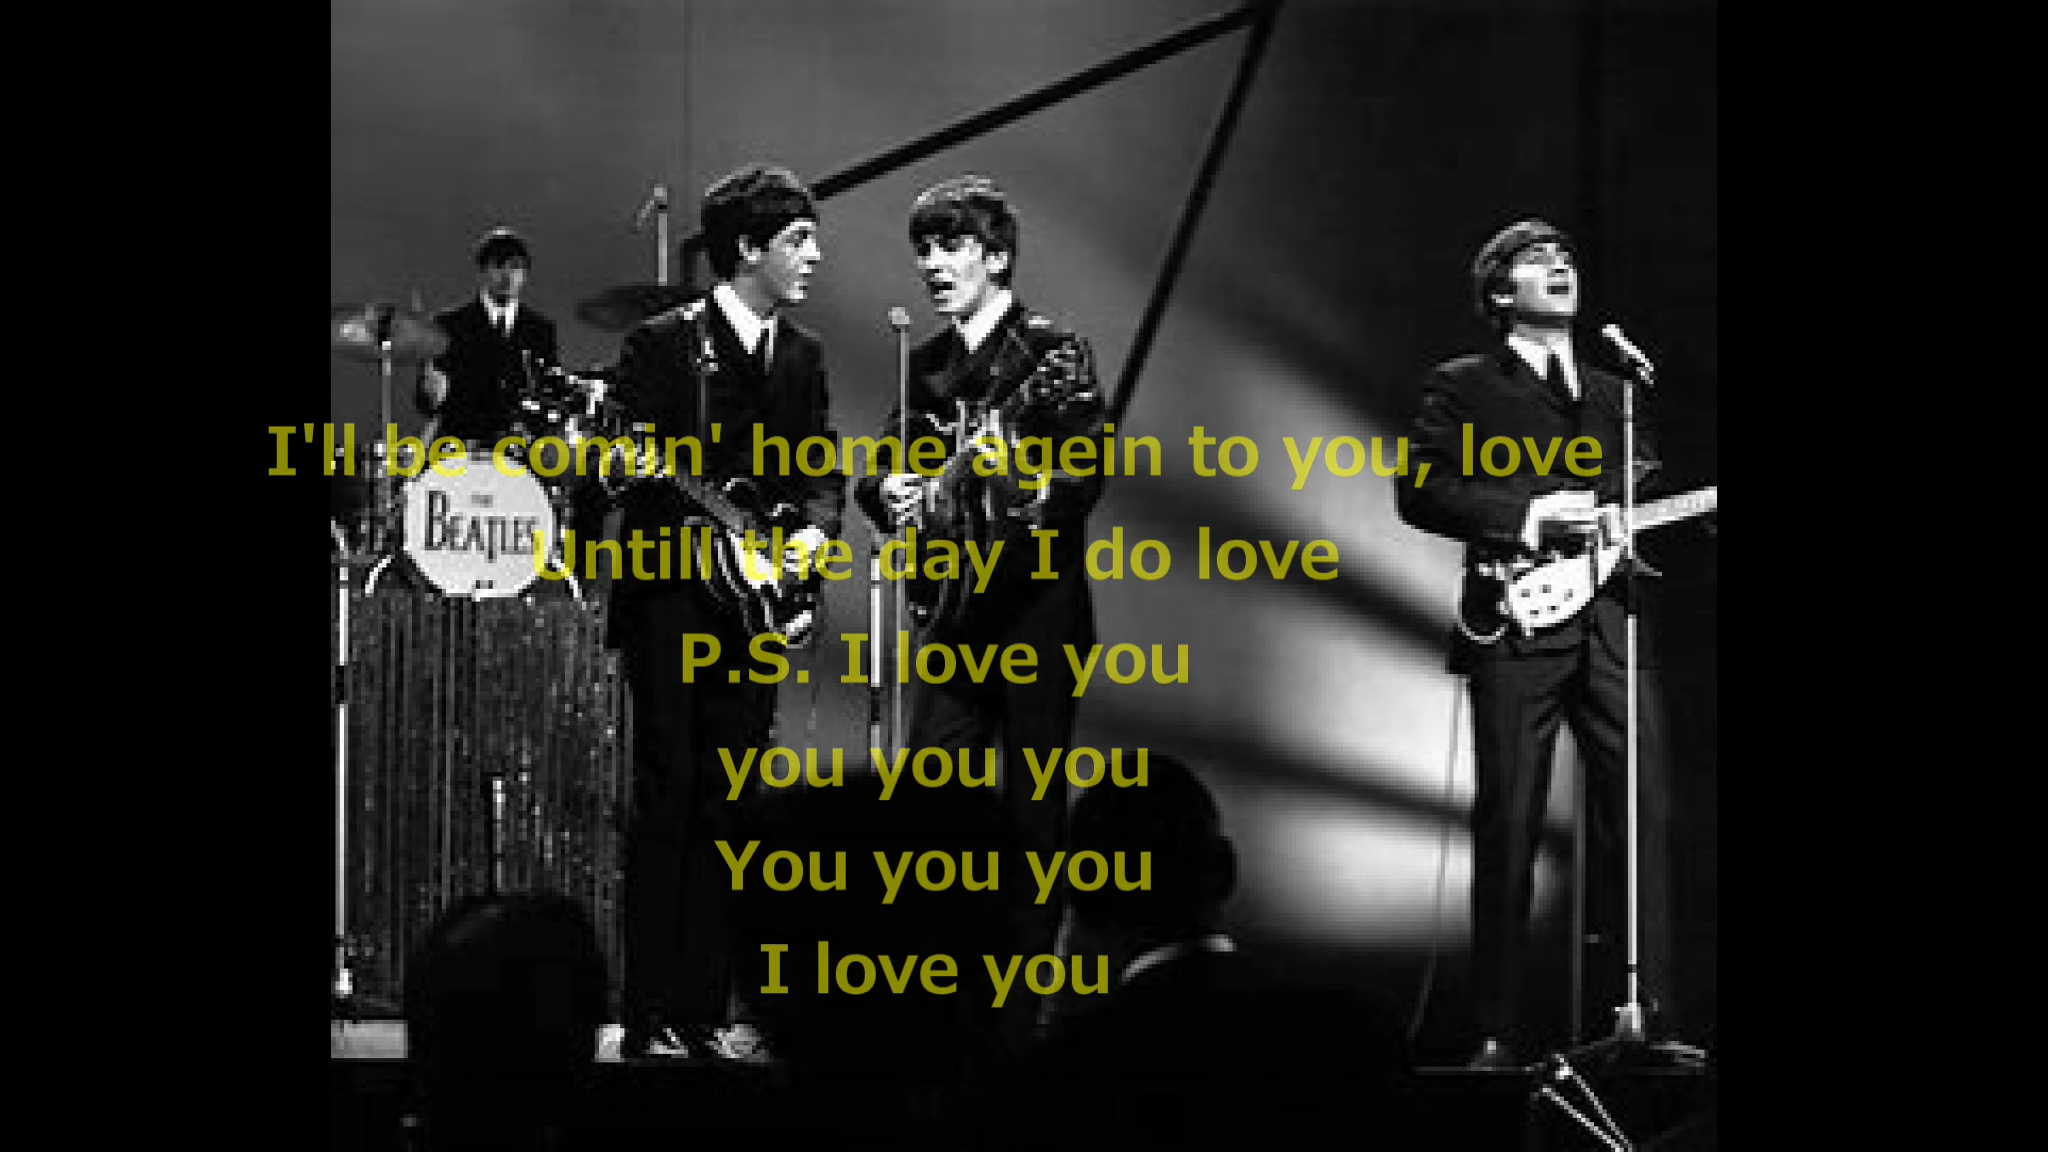 I'll be comin' home agein to you, love
THE
BEATLES
Untill the day I do love
P.S. I love you
you you you
You you you
I love you